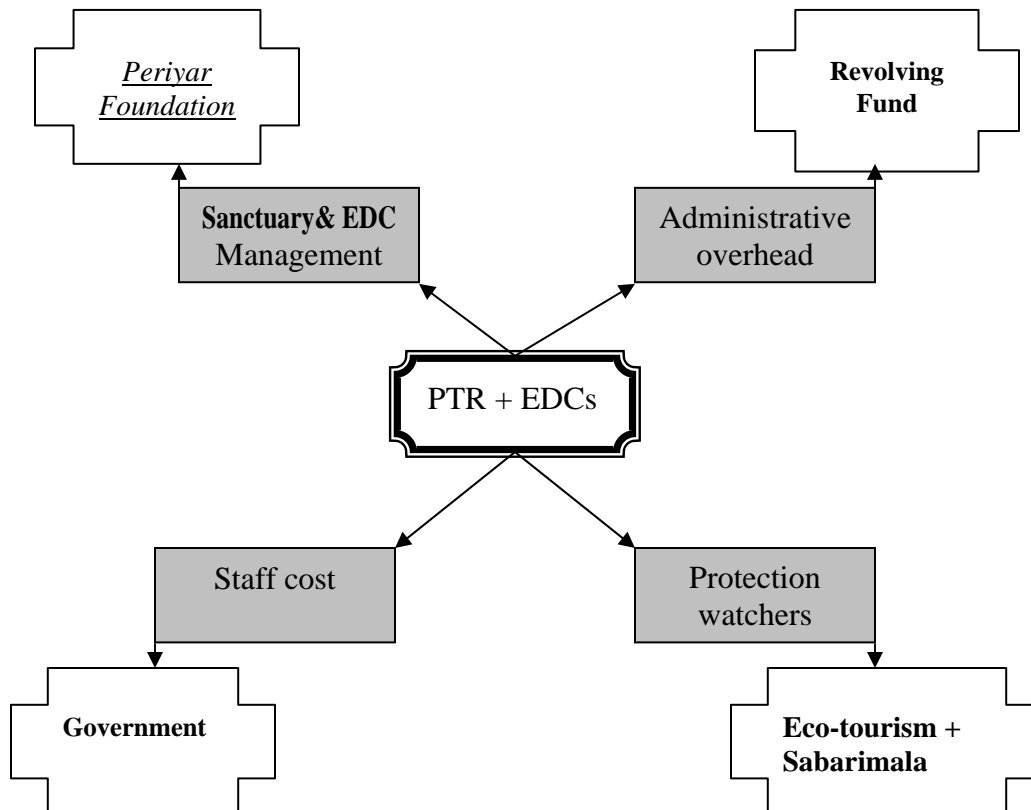 Periyar
Foundation
Revolving
Fund
Sanctuary& EDC
Management
Administrative
overhead
PTR + EDCs
Staff cost
Protection
watchers
Government
Eco-tourism +
Sabarimala